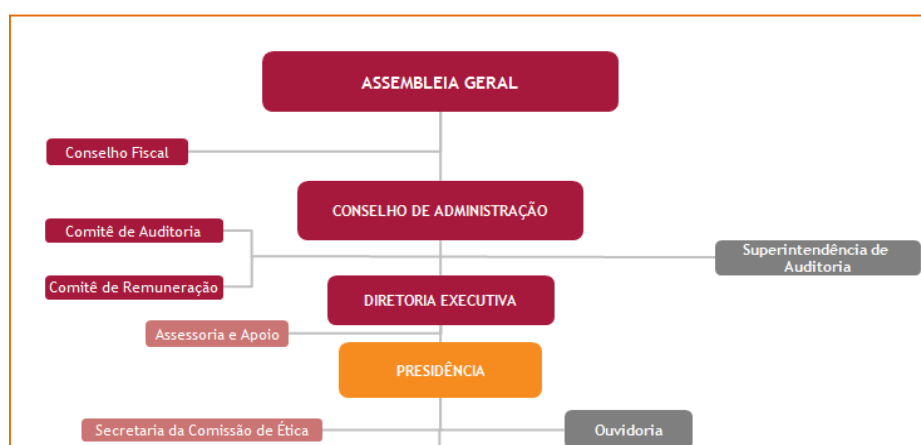 ASSEMBLEIA GERAL
Conselho Fiscal
CONSELHO DE ADMINISTRAÇÃO
Comitê de Auditoria
Superintendência de
Auditoria
Comitê de Remuneração
DIRETORIA EXECUTIVA
Assessoria e Apoio
PRESIDÊNCIA
Secretaria da Comissão de Ética
Ouvidoria